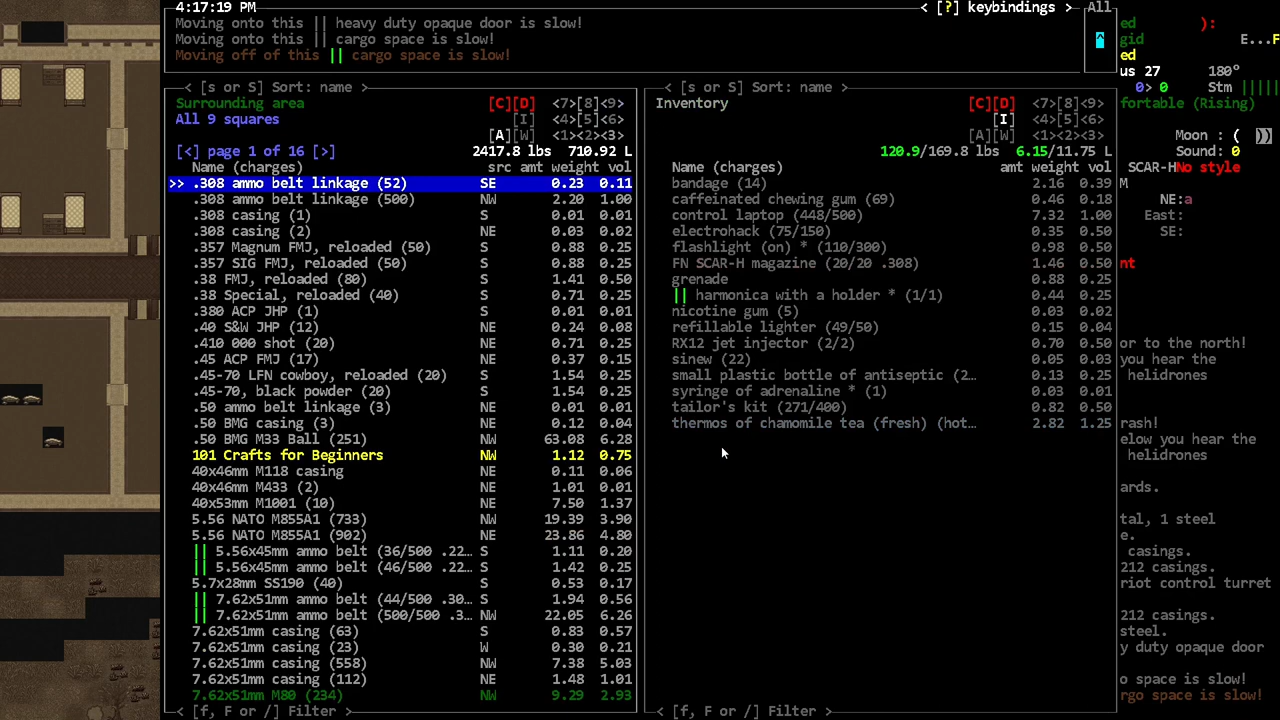 4:17:19 PM < [?] keybindings > All ed ):
Moving onto this || heavy duty opaque door is slow! gid E...F
Moving onto this || cargo space is slow! ^ ed
Moving off of this || cargo space is slow! us 27 180°
< [s or S] Sort: name > < [s or S] Sort: name > 0> 0 Stm |||||
Surrounding area [C][D] <7>[8]<9> Inventory [C][D] <7>[8]<9> fortable (Rising)
All 9 squares [I] <4>[5]<6> [I] <4>[5]<6>
[A][W] <1><2><3> [A][W] <1><2><3> Moon : ( ))
[<] page 1 of 16 [>] 2417.8 lbs 710.92 L 120.9/169.8 lbs 6.15/11.75 L Sound: 0
Name (charges) src amt weight vol Name (charges) amt weight vol SCAR-HNo style
>> .308 ammo belt linkage (52) SE 0.23 0.11 bandage (14) 2.16 0.39 M
.308 ammo belt linkage (500) NW 2.20 1.00 caffeinated chewing gum (69) 0.46 0.18 NE:a
.308 casing (1) S 0.01 0.01 control laptop (448/500) 7.32 1.00 East:
.308 casing (2) NE 0.03 0.02 electrohack (75/150) 0.35 0.50 SE:
.357 Magnum FMJ, reloaded (50) S 0.88 0.25 flashlight (on) * (110/300) 0.98 0.50
.357 SIG FMJ, reloaded (50) S 0.88 0.25 FN SCAR-H magazine (20/20 .308) 1.46 0.50 nt
.38 FMJ, reloaded (80) S 1.41 0.50 grenade 0.88 0.25
.38 Special, reloaded (40) S 0.71 0.25 || harmonica with a holder * (1/1) 0.44 0.25
.380 ACP JHP (1) S 0.01 0.01 nicotine gum (5) 0.03 0.02
.40 S&W JHP (12) NE 0.24 0.08 refillable lighter (49/50) 0.15 0.04
.410 000 shot (20) NE 0.71 0.25 RX12 jet injector (2/2) 0.70 0.50 or to the north!
.45 ACP FMJ (17) NE 0.37 0.15 sinew (22) 0.05 0.03 you hear the
.45-70 LFN cowboy, reloaded (20) S 1.54 0.25 small plastic bottle of antiseptic (2… 0.13 0.25 helidrones
.45-70, black powder (20) S 1.54 0.25 syringe of adrenaline * (1) 0.03 0.01
.50 ammo belt linkage (3) NE 0.01 0.01 tailor's kit (271/400) 0.82 0.50
.50 BMG casing (3) NE 0.12 0.04 thermos of chamomile tea (fresh) (hot… 2.82 1.25 rash!
.50 BMG M33 Ball (251) NW 63.08 6.28 elow you hear the
101 Crafts for Beginners NW 1.12 0.75 helidrones
40x46mm M118 casing NE 0.11 0.06
40x46mm M433 (2) NE 1.01 0.01 ards.
40x53mm M1001 (10) NE 7.50 1.37
5.56 NATO M855A1 (733) NW 19.39 3.90 tal, 1 steel
5.56 NATO M855A1 (902) NE 23.86 4.80 e.
|| 5.56x45mm ammo belt (36/500 .22… S 1.11 0.20 casings.
|| 5.56x45mm ammo belt (46/500 .22… S 1.42 0.25 212 casings.
5.7x28mm SS190 (40) S 0.53 0.17 riot control turret
|| 7.62x51mm ammo belt (44/500 .30… S 1.94 0.56
|| 7.62x51mm ammo belt (500/500 .3… NW 22.05 6.26 212 casings.
7.62x51mm casing (63) S 0.83 0.57 steel.
7.62x51mm casing (23) W 0.30 0.21 y duty opaque door
7.62x51mm casing (558) NW 7.38 5.03
7.62x51mm casing (112) NE 1.48 1.01 o space is slow!
7.62x51mm M80 (234) NW 9.29 2.93 rgo space is slow!
< [f, F or /] Filter > < [f, F or /] Filter >